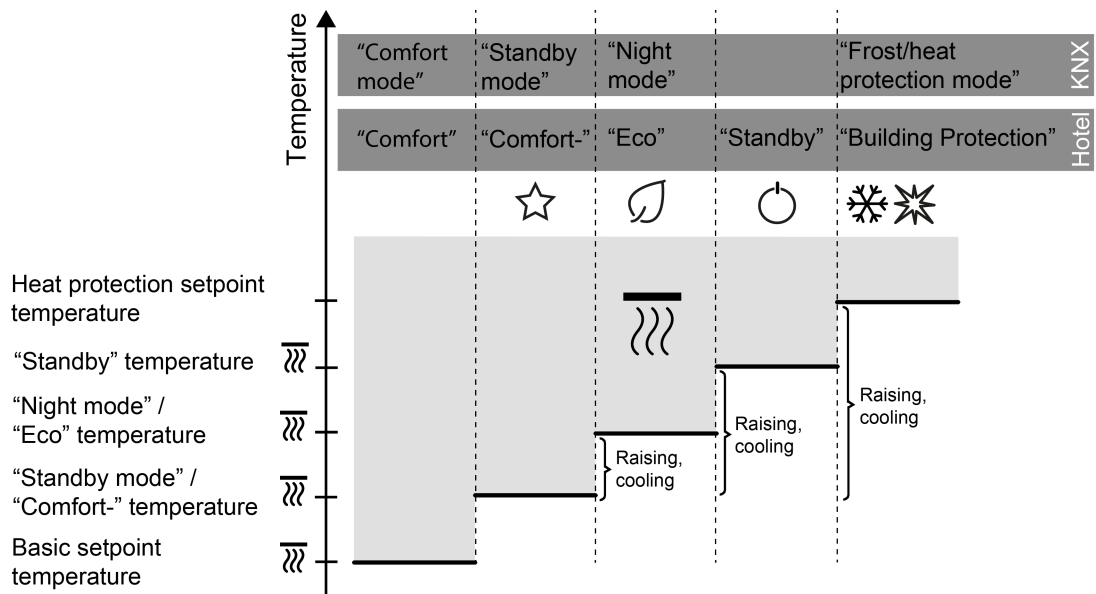 Temperature
“Comfort
mode”
“Standby
mode”
“Night
mode”
“Frost/heat
protection mode”
KNX
“Comfort”
“Comfort-”
“Eco”
“Standby”
“Building Protection”
Hotel
Heat protection setpoint
temperature
“Standby” temperature
“Night mode” /
“Eco” temperature
“Standby mode” /
“Comfort-” temperature
Basic setpoint
temperature
Raising,
cooling
Raising,
cooling
Raising,
cooling